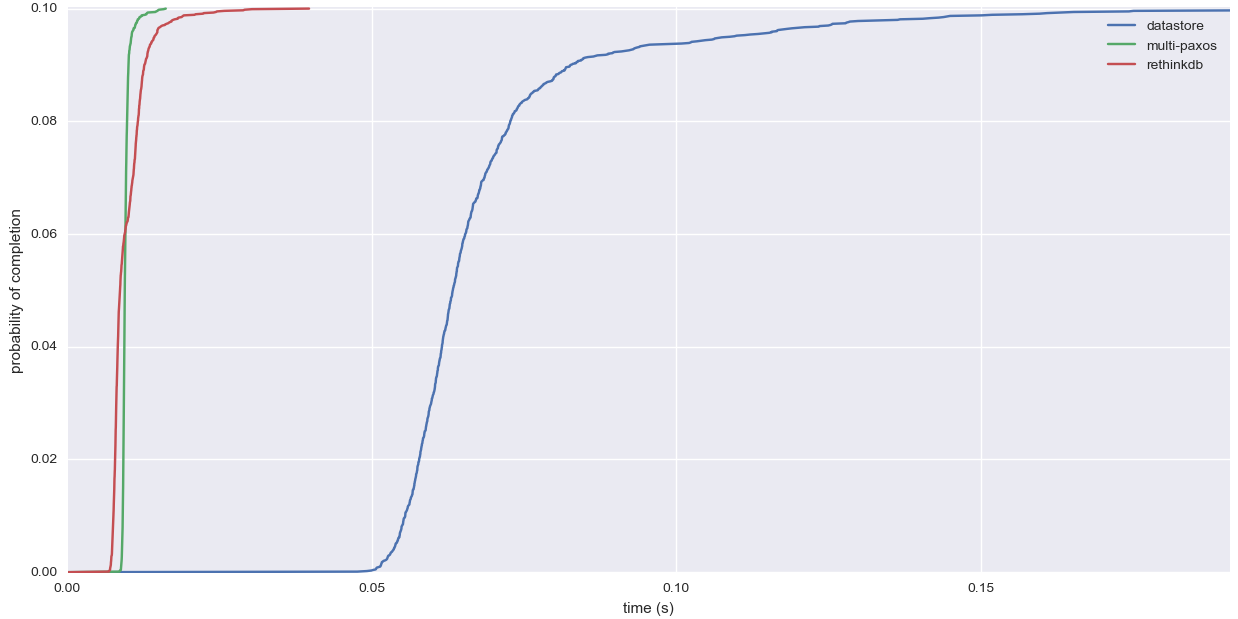 0.10
0.08
0.06
0.04
0.02
0.00
probability of completion
datastore
multi-paxos
rethinkdb
0.00
0.05
0.10
0.15
time (s)